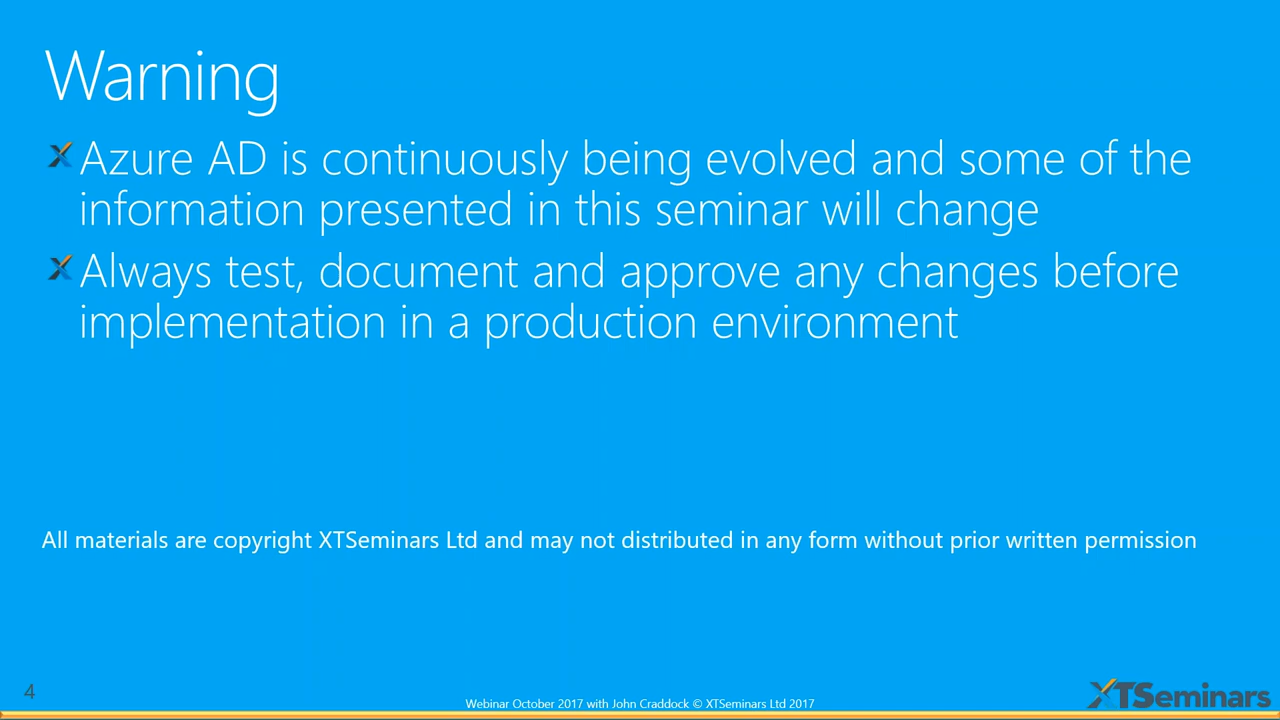 Warning
Azure AD is continuously being evolved and some of the
information presented in this seminar will change
Always test, document and approve any changes before
implementation in a production environment
All materials are copyright XTSeminars Ltd and may not distributed in any form without prior written permission
4
Webinar October 2017 with John Craddock © XTSeminars Ltd 2017
XTSeminars